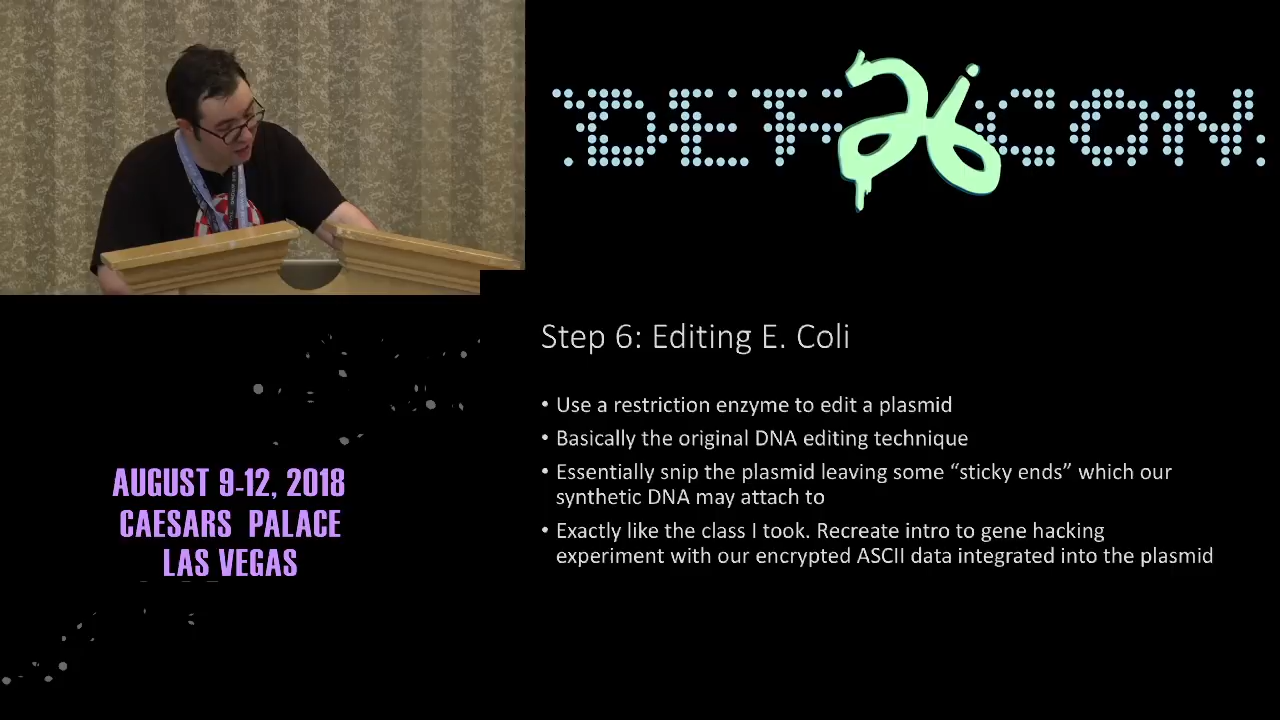 DEF 26 CON.
Step 6: Editing E. Coli
• Use a restriction enzyme to edit a plasmid
• Basically the original DNA editing technique
• Essentially snip the plasmid leaving some “sticky ends” which our
synthetic DNA may attach to
• Exactly like the class I took. Recreate intro to gene hacking
experiment with our encrypted ASCII data integrated into the plasmid
AUGUST 9-12, 2018
CAESARS PALACE
LAS VEGAS